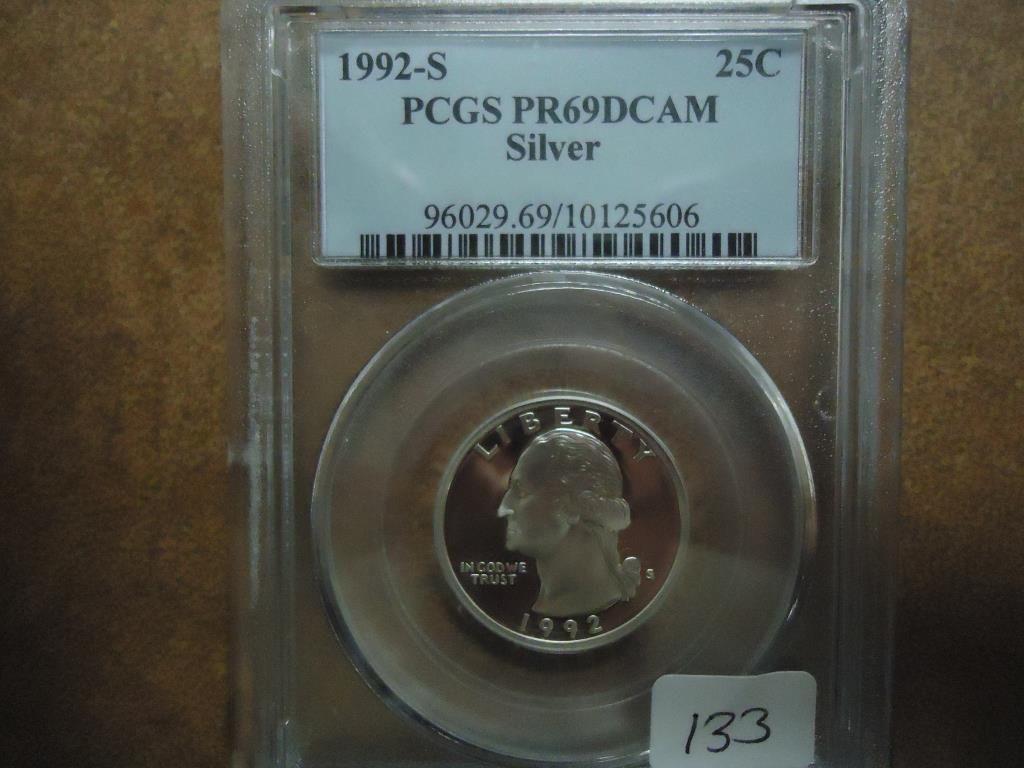 1992-S 25C
PCGS PR69DCAM
Silver
96029.69/10125606
LIBERTY
IN GOD WE
TRUST
S
1992
133